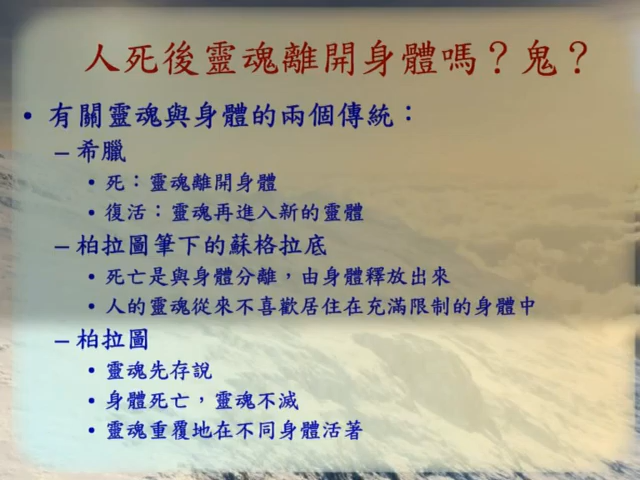 人死後靈魂離開身體嗎？鬼？
• 有關靈魂與身體的兩個傳統：
– 希臘
• 死：靈魂離開身體
• 復活：靈魂再進入新的靈體
– 柏拉圖筆下的蘇格拉底
• 死亡是與身體分離，由身體釋放出來
• 人的靈魂從來不喜歡居住在充滿限制的身體中
– 柏拉圖
• 靈魂先存說
• 身體死亡，靈魂不滅
• 靈魂重覆地在不同身體活著